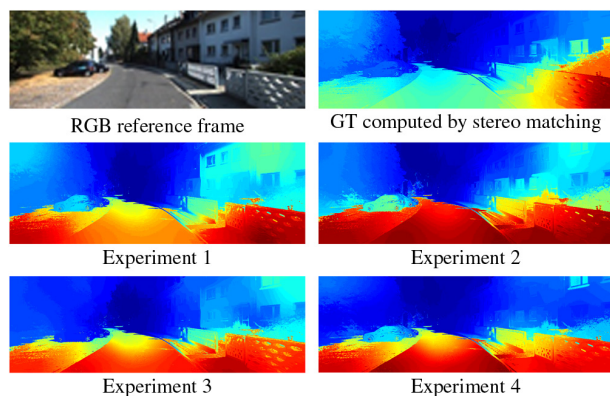 RGB reference frame
GT computed by stereo matching
Experiment 1
Experiment 2
Experiment 3
Experiment 4